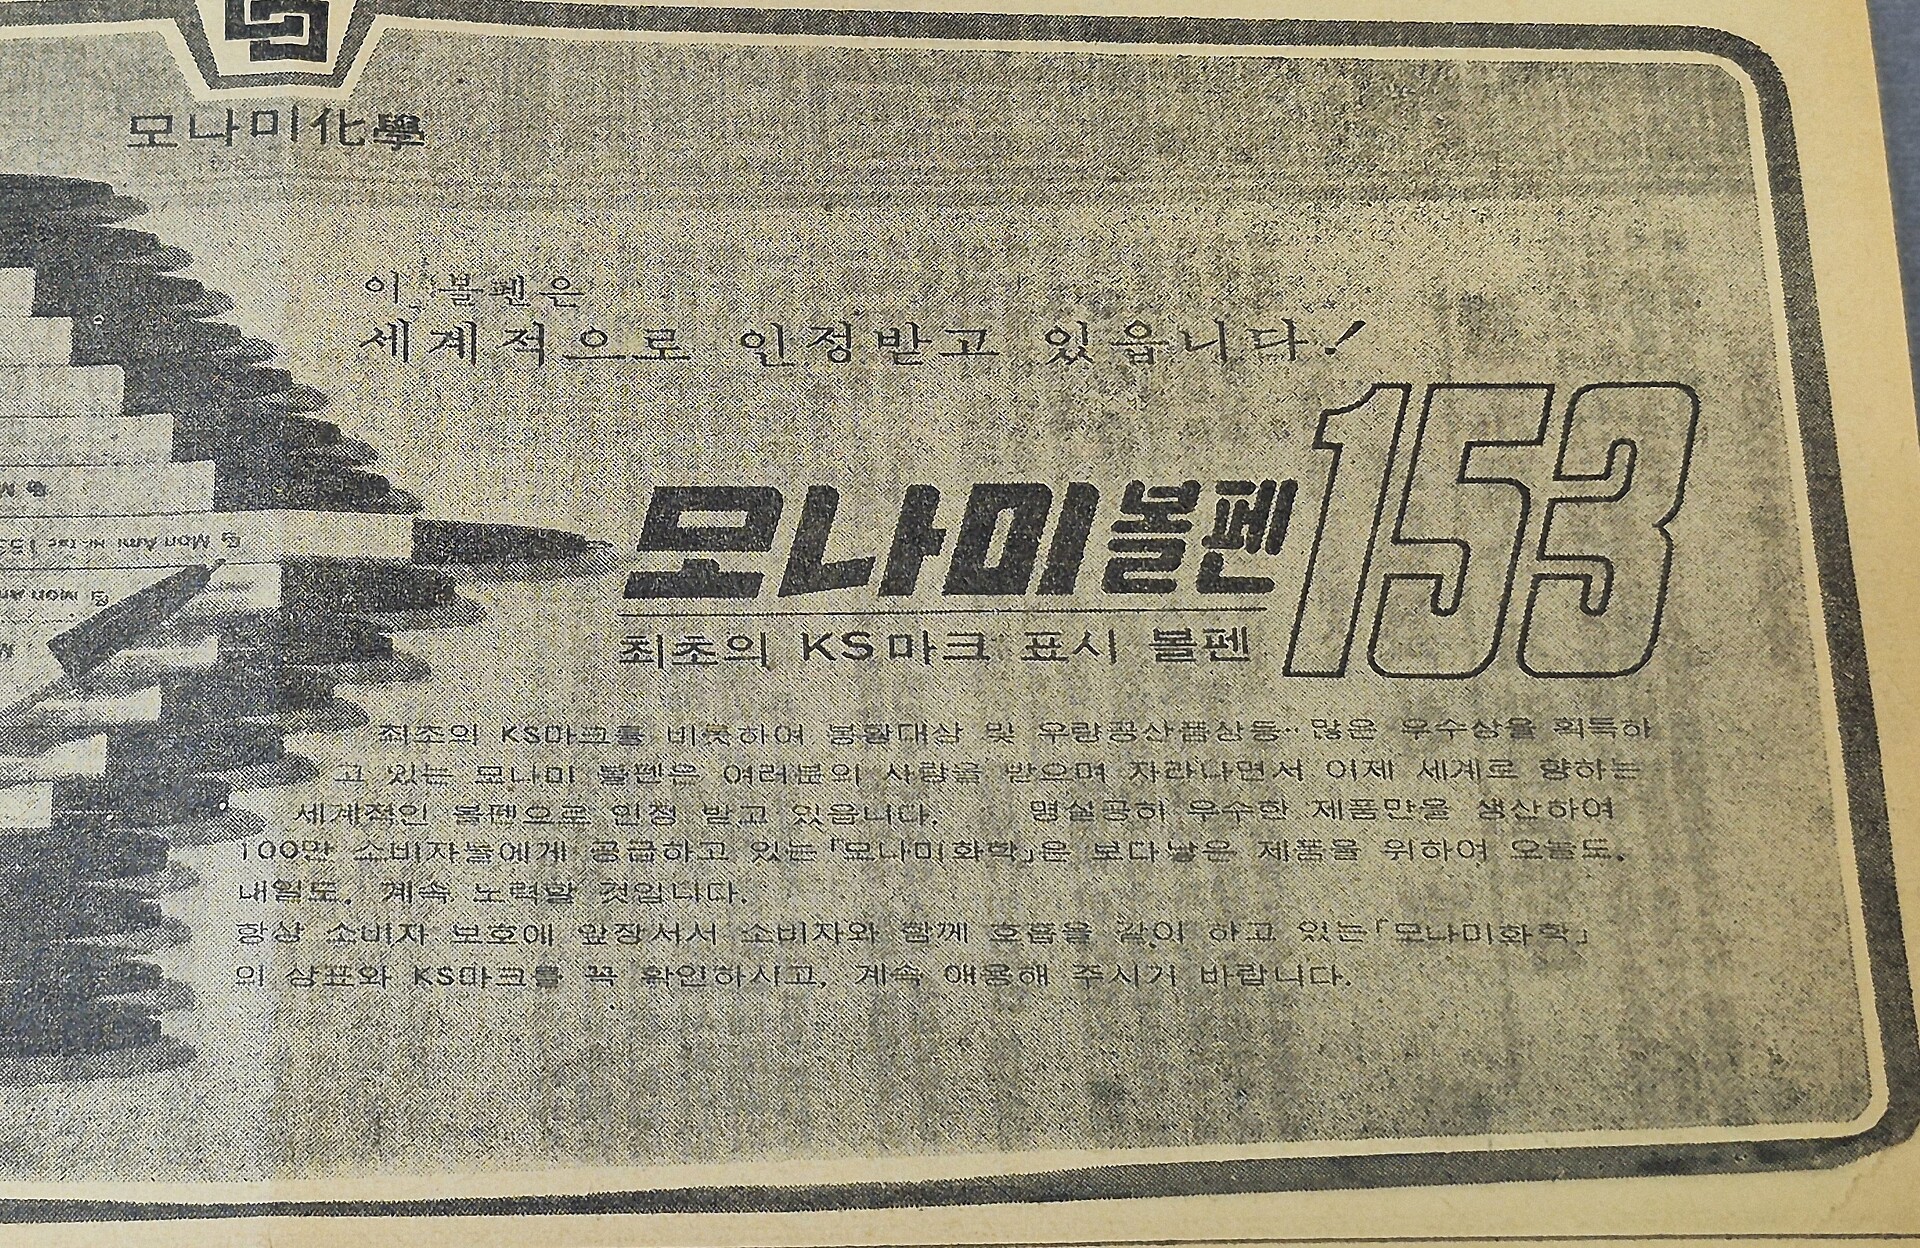 모나미化學
이 볼펜은
세계적으로 인정받고 있읍니다!
모나미볼펜 153
최초의 KS마크 표시 볼펜
최초의 KS마크를 비롯하여 봉황대상 및 우량공산품상등‥많은 우수상을 획득하
고 있는 모나미 볼펜은 여러분의 사랑을 받으며 자라나면서 이제 세계로 향하는
세계적인 볼펜으로 인정 받고 있읍니다. 명실공히 우수한 제품만을 생산하여
100만 소비자들에게 공급하고 있는「모나미화학」은 보다낳은 제품을 위하여 오늘도,
내일도, 계속 노력할 것입니다.
항상 소비자 보호에 앞장서서 소비자와 함께 호흡을 같이 하고 있는「모나미화학」
의 상표와 KS마크를 꼭 확인하시고, 계속 애용해 주시기 바랍니다.
Mon Ami 153
Mon Am